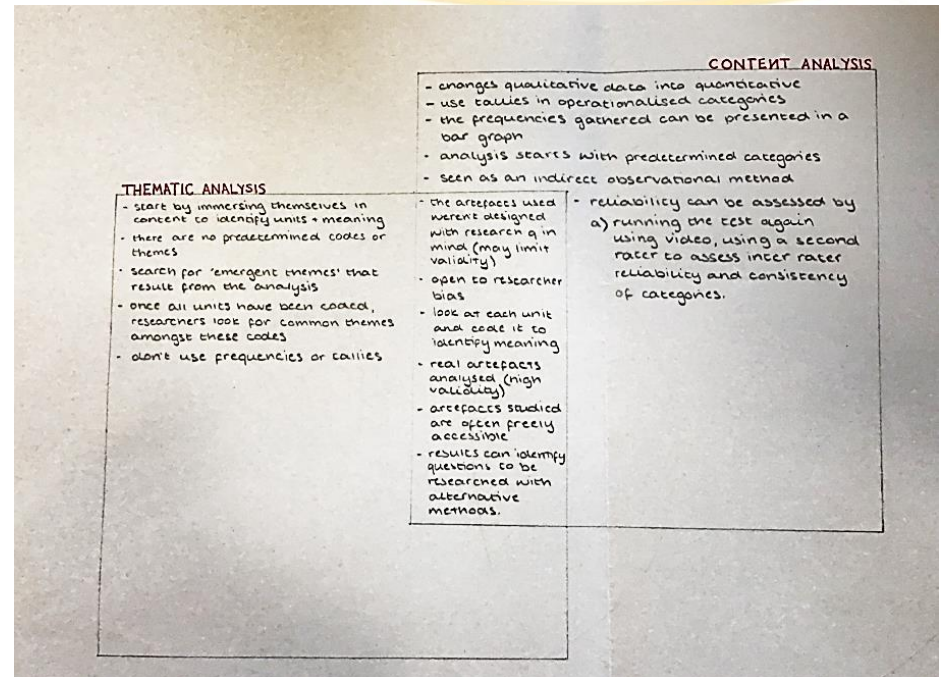 CONTENT ANALYSIS
- changes qualitative data into quantitative
- use tallies in operationalised categories
- the frequencies gathered can be presented in a
bar graph
- analysis starts with predetermined categories
- seen as an indirect observational method
THEMATIC ANALYSIS
- start by immersing themselves in
content to identify units + meaning
- there are no predetermined codes or
themes
- search for 'emergent themes' that
result from the analysis
- once all units have been coded,
researchers look for common themes
amongst these codes
- don't use frequencies or tallies
- the artefacts used
werent designed
with research q in
mind (may limit
validity)
- open to researcher
bias
- look at each unit
and code it to
identify meaning
- real artefacts
analysed (high
validity)
- artefacts studied
are often freely
accessible
- results can identify
questions to be
researched with
alternative
methods.
- reliability can be assessed by
a) running the test again
using video, using a second
rater to assess inter rater
reliability and consistency
of categories.